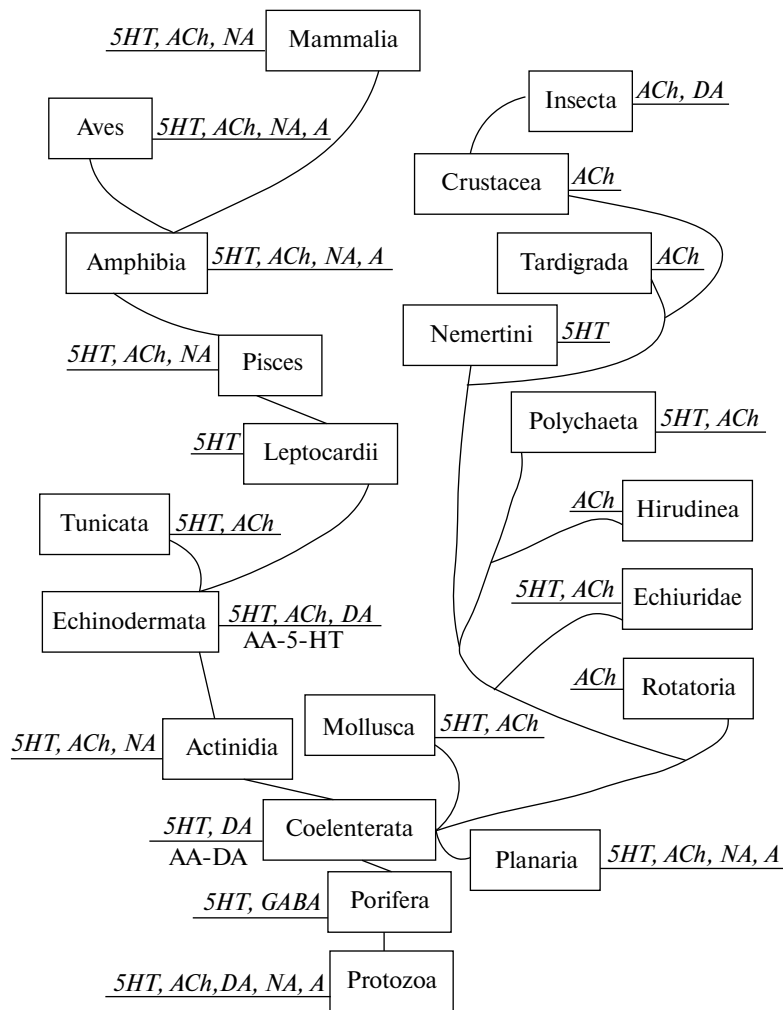 5HT, ACh, NA Mammalia
Insecta ACh, DA
Aves 5HT, ACh, NA, A
Crustacea ACh
Amphibia 5HT, ACh, NA, A
Tardigrada ACh
Nemertini 5HT
5HT, ACh, NA Pisces
Polychaeta 5HT, ACh
5HT Leptocardii
ACh Hirudinea
Tunicata 5HT, ACh
5HT, ACh Echiuridae
Echinodermata 5HT, ACh, DA
AA-5-HT
ACh Rotatoria
Mollusca 5HT, ACh
5HT, ACh, NA Actinidia
5HT, DA Coelenterata
AA-DA
Planaria 5HT, ACh, NA, A
5HT, GABA Porifera
5HT, ACh,DA, NA, A Protozoa